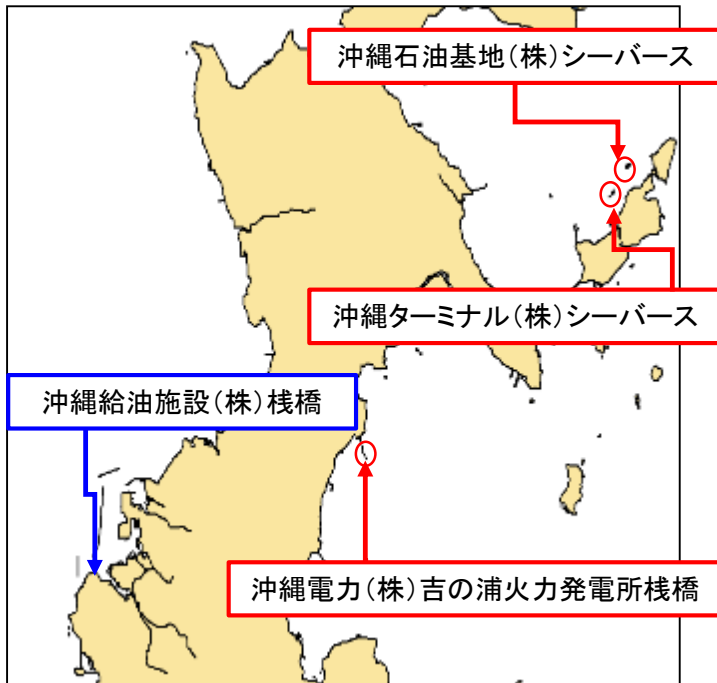 沖縄石油基地(株)シーバース
沖縄ターミナル(株)シーバース
沖縄給油施設(株)桟橋
沖縄電力(株)吉の浦火力発電所桟橋